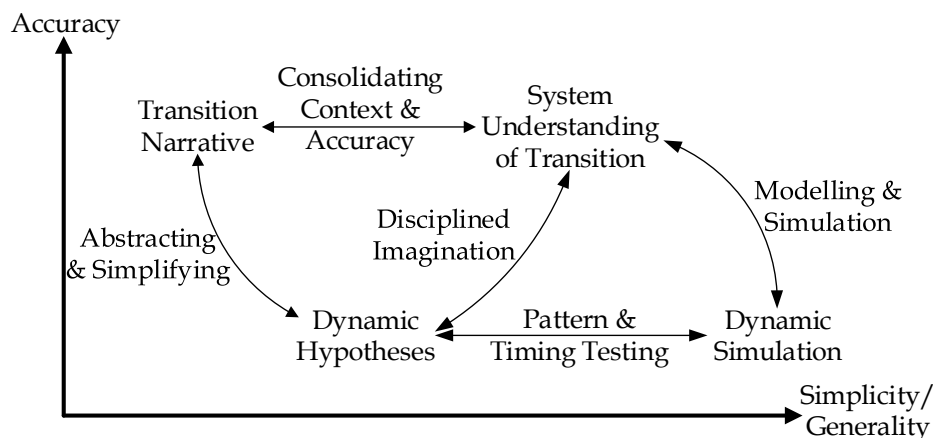 Accuracy
Consolidating
Context &
Accuracy
Transition
Narrative
System
Understanding
of Transition
Modelling &
Simulation
Disciplined
Imagination
Abstracting
& Simplifying
Dynamic
Hypotheses
Pattern &
Timing Testing
Dynamic
Simulation
Simplicity/
Generality